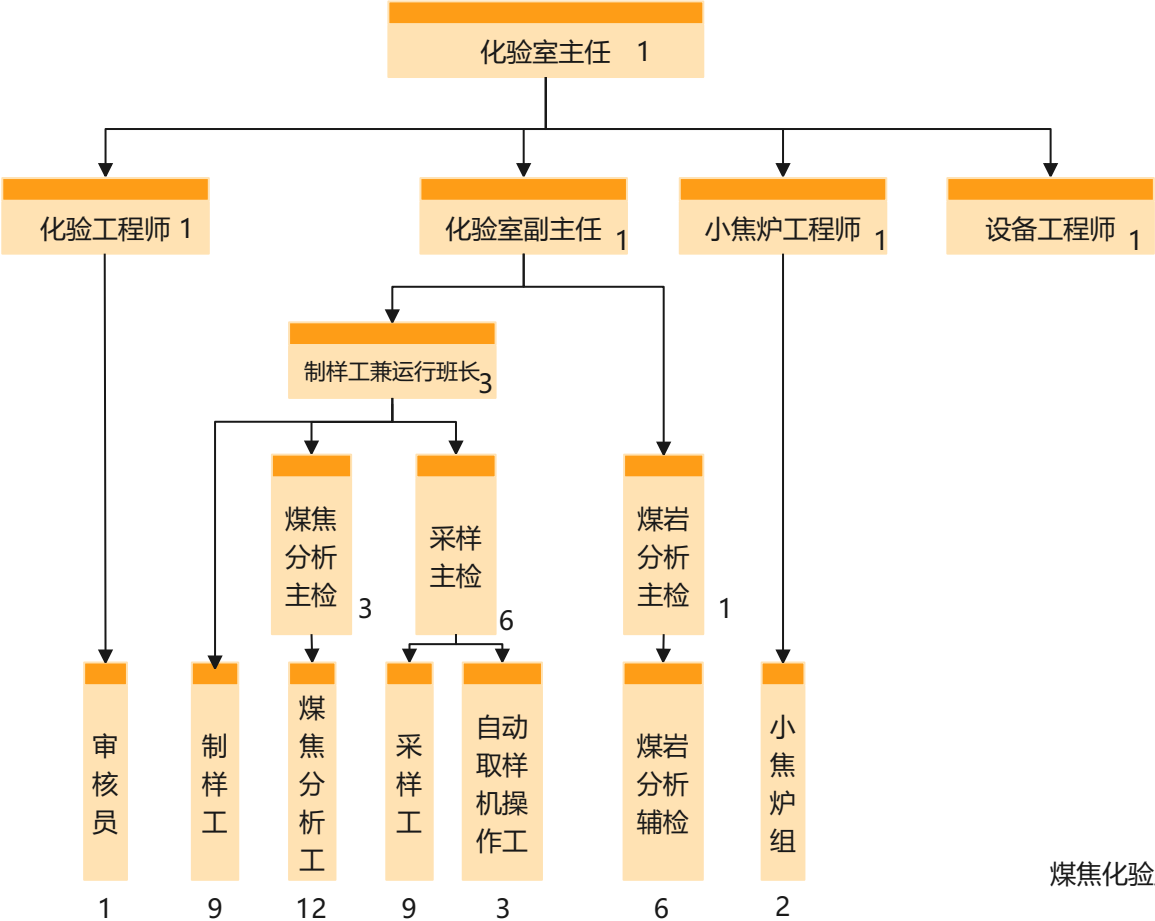 化验室主任 1
化验工程师 1
化验室副主任 1
小焦炉工程师 1
设备工程师 1
制样工兼运行班长 3
煤焦
分析
主检
3
采样
主检
6
煤岩
分析
主检
1
审
核
员
制
样
工
煤
焦
分
析
工
采
样
工
自动
取样
机操
作工
煤岩
分析
辅检
小
焦
炉
组
1
9
12
9
3
6
2
煤焦化验